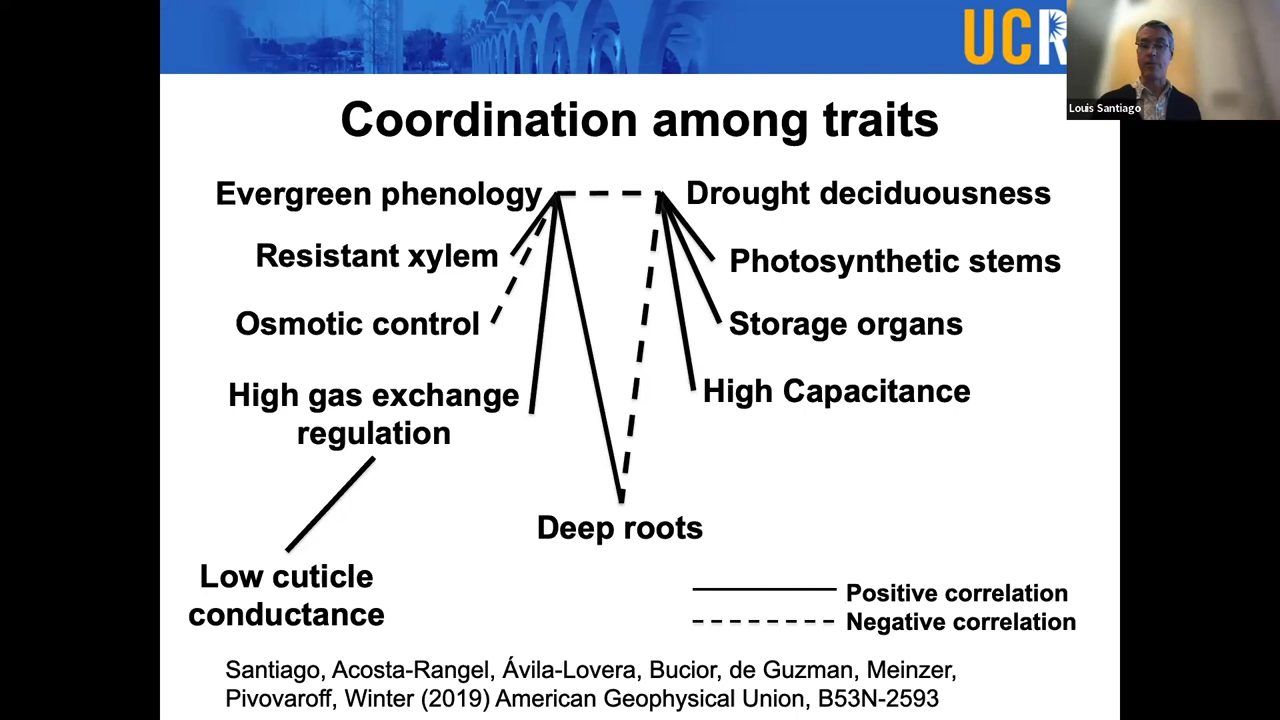 UCR
Louis Santiago
Coordination among traits
Evergreen phenology
Drought deciduousness
Resistant xylem
Photosynthetic stems
Osmotic control
Storage organs
High gas exchange
regulation
High Capacitance
Deep roots
Low cuticle
conductance
Positive correlation
Negative correlation
Santiago, Acosta-Rangel, Ávila-Lovera, Bucior, de Guzman, Meinzer,
Pivovaroff, Winter (2019) American Geophysical Union, B53N-2593